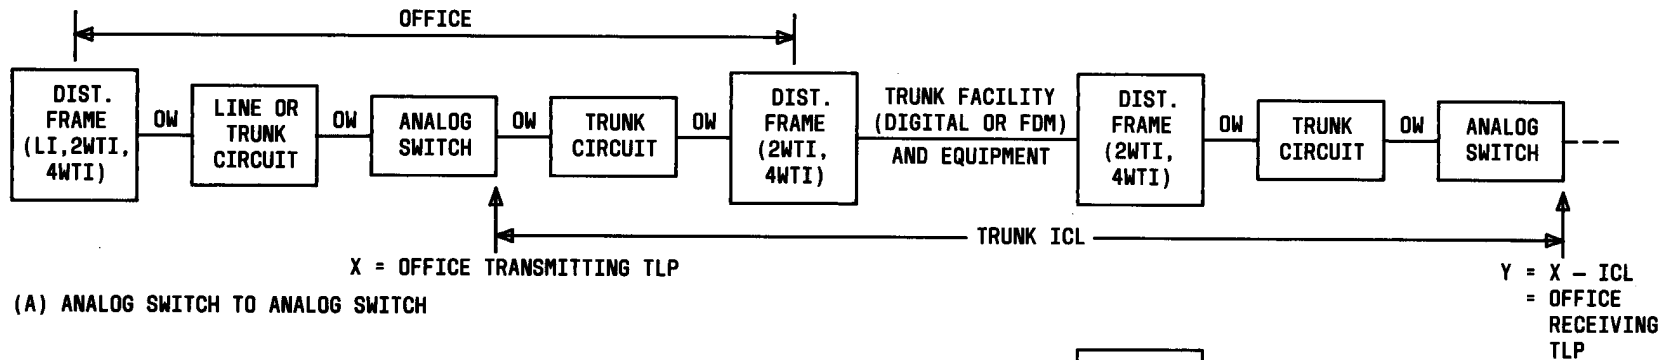 OFFICE
DIST.
FRAME
(LI,2WTI,
4WTI)
OW
LINE OR
TRUNK
CIRCUIT
OW
ANALOG
SWITCH
OW
TRUNK
CIRCUIT
OW
DIST.
FRAME
(2WTI,
4WTI)
TRUNK FACILITY
(DIGITAL OR FDM)
AND EQUIPMENT
DIST.
FRAME
(2WTI,
4WTI)
OW
TRUNK
CIRCUIT
OW
ANALOG
SWITCH
TRUNK ICL
X = OFFICE TRANSMITTING TLP
Y = X – ICL
= OFFICE
RECEIVING
TLP
(A) ANALOG SWITCH TO ANALOG SWITCH